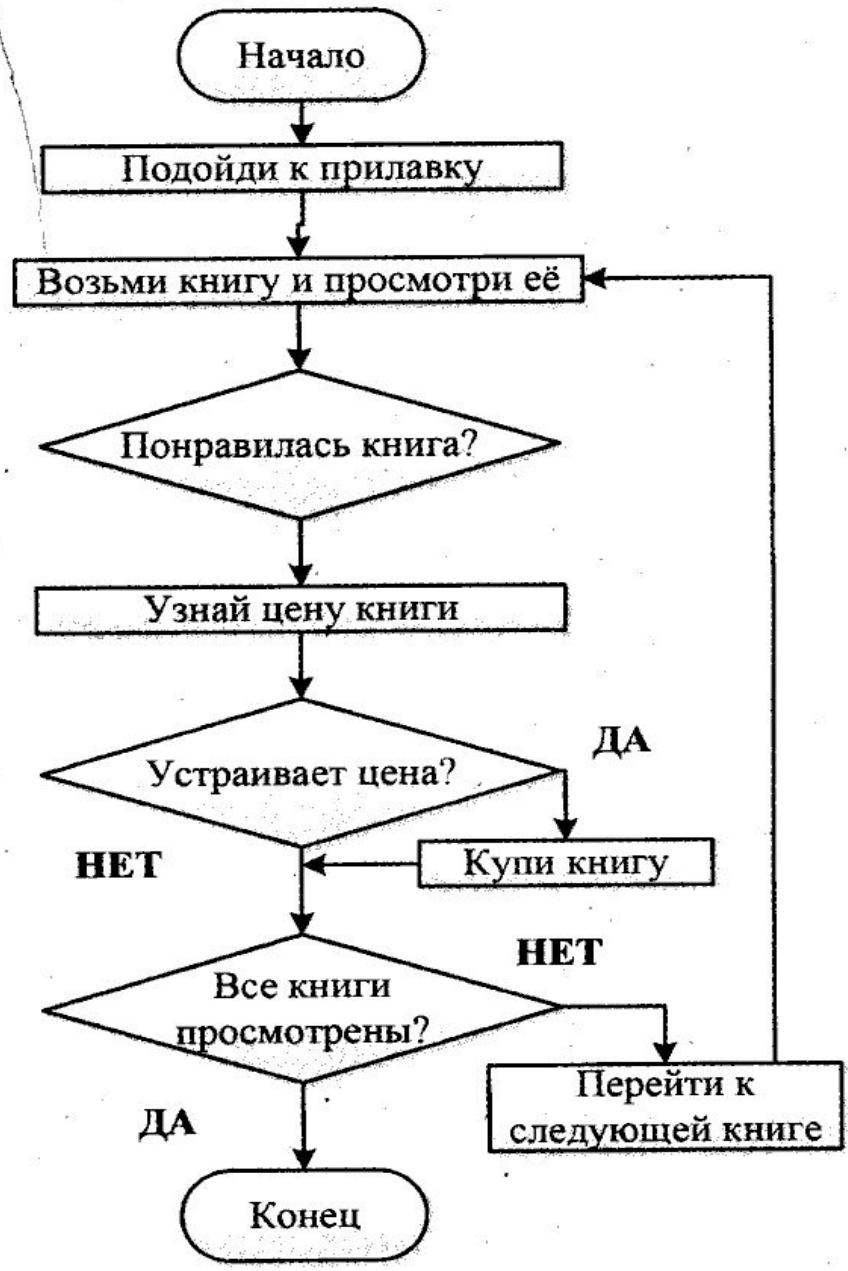 Начало
Подойди к прилавку
Возьми книгу и просмотри её
Понравилась книга?
Узнай цену книги
Устраивает цена?
ДА
Купи книгу
НЕТ
Все книги
просмотрены?
НЕТ
Перейти к
следующей книге
ДА
Конец